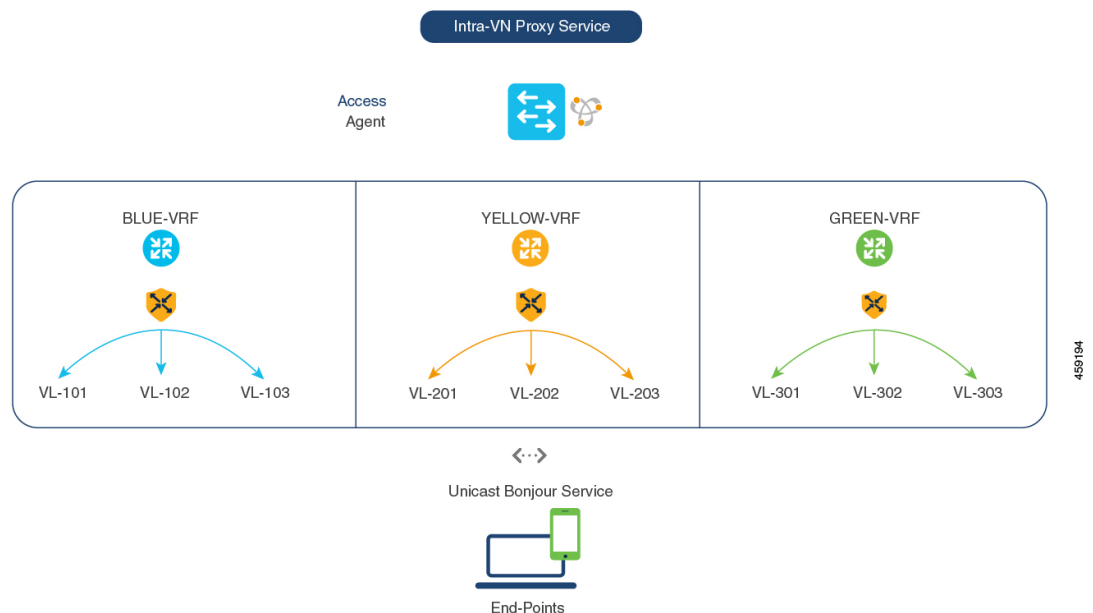 Intra-VN Proxy Service
Access
Agent
BLUE-VRF
YELLOW-VRF
GREEN-VRF
VL-101
VL-102
VL-103
VL-201
VL-202
VL-203
VL-301
VL-302
VL-303
459194
Unicast Bonjour Service
End-Points